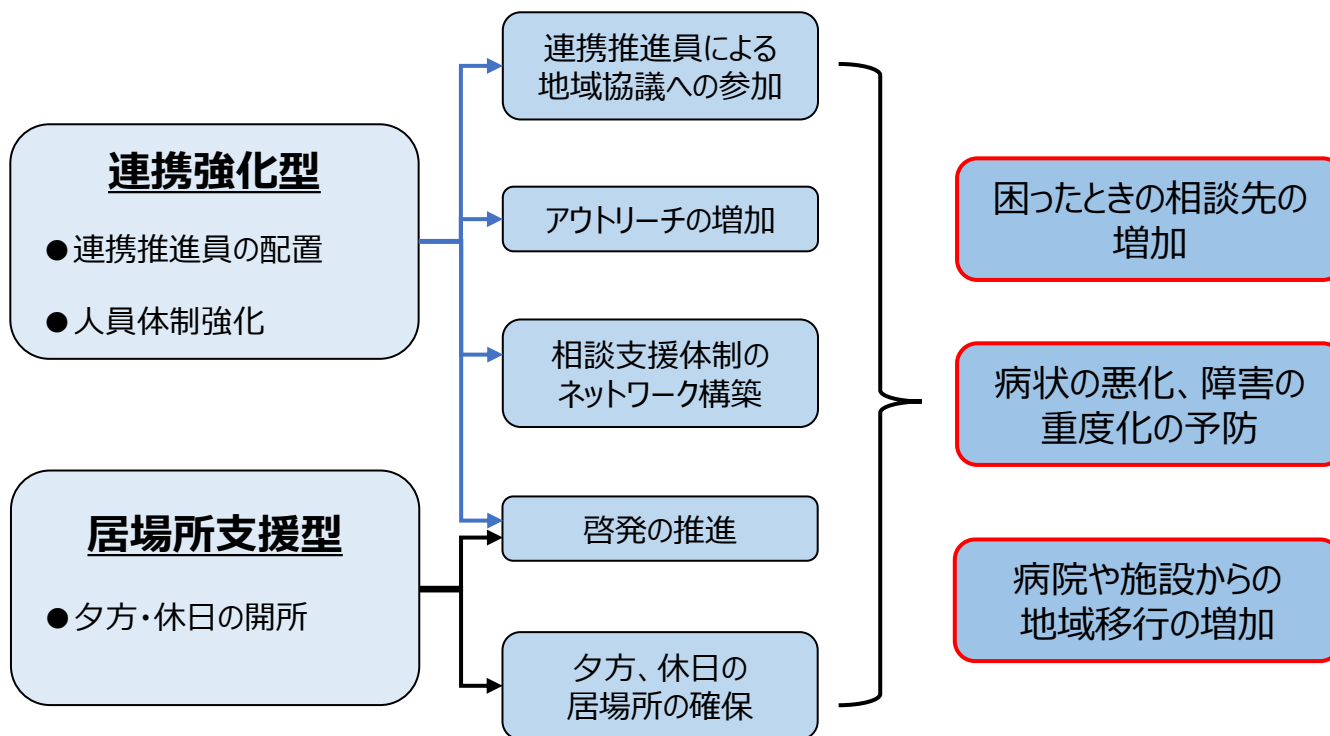 連携強化型
●連携推進員の配置
●人員体制強化
居場所支援型
●夕方・休日の開所
連携推進員による
地域協議への参加
アウトリーチの増加
相談支援体制の
ネットワーク構築
啓発の推進
夕方、休日の
居場所の確保
困ったときの相談先の
増加
病状の悪化、障害の
重度化の予防
病院や施設からの
地域移行の増加